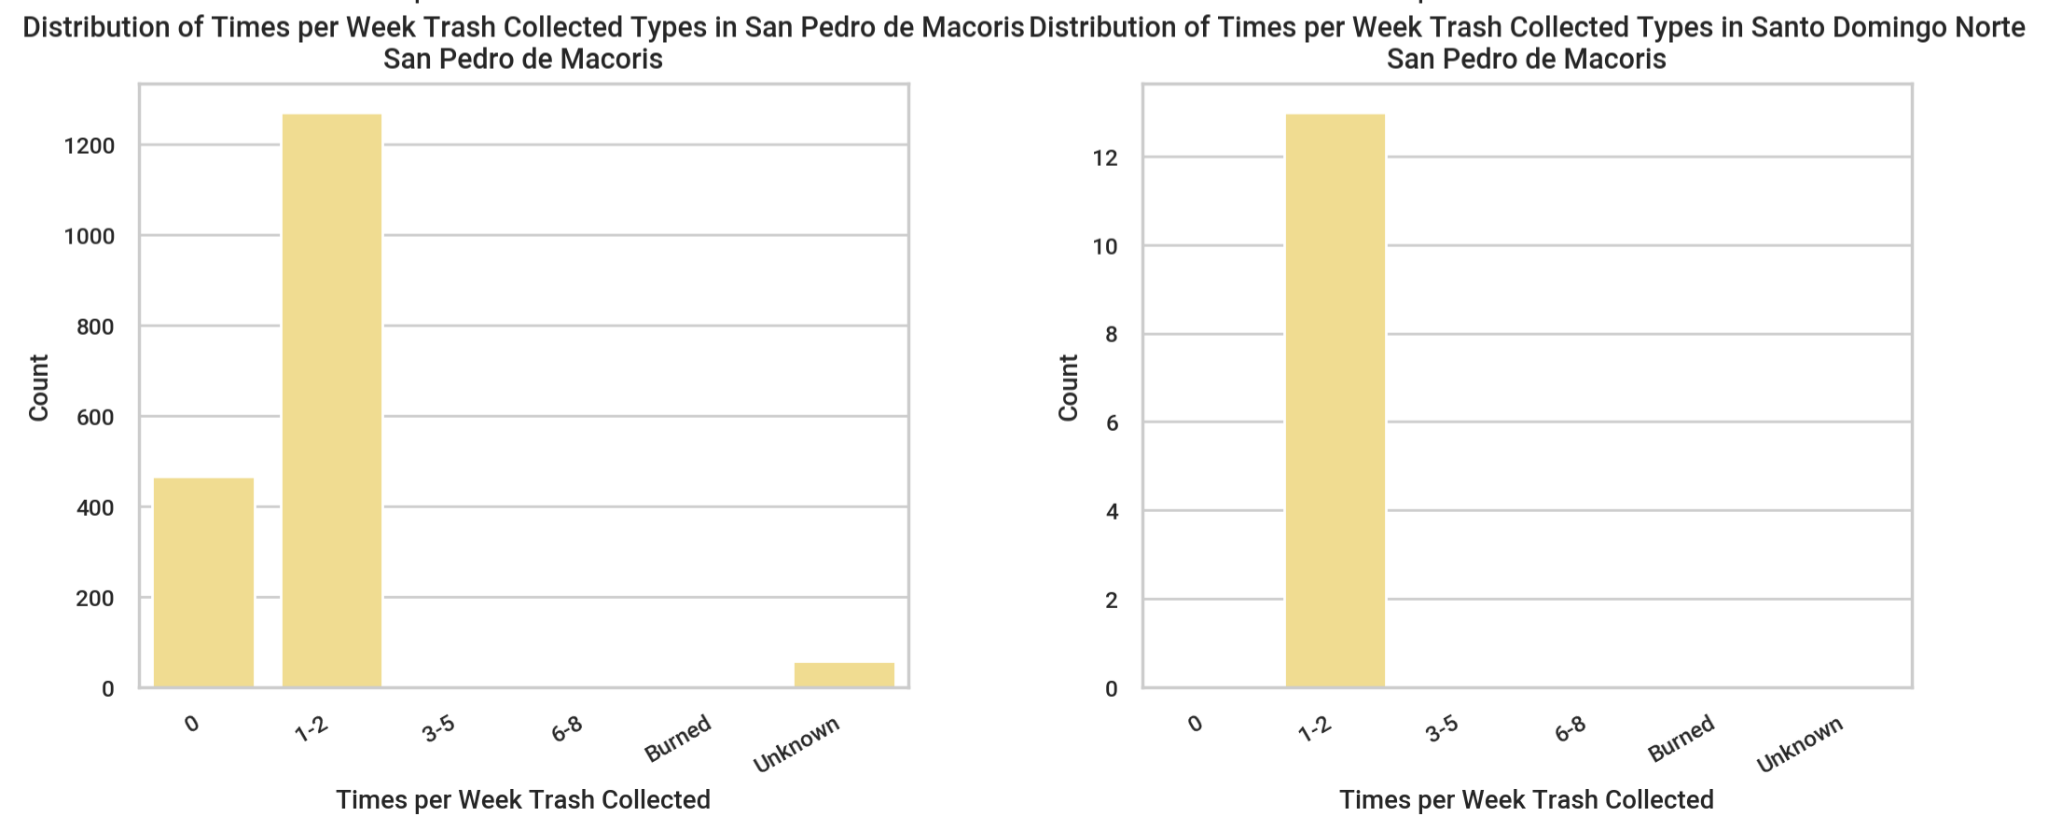 Distribution of Times per Week Trash Collected Types in San Pedro de Macoris
San Pedro de Macoris
1200
1000
800
600
400
200
0
Count
0
1-2
3-5
6-8
Burned
Unknown
Times per Week Trash Collected
Distribution of Times per Week Trash Collected Types in Santo Domingo Norte
San Pedro de Macoris
12
10
8
6
4
2
0
Count
0
1-2
3-5
6-8
Burned
Unknown
Times per Week Trash Collected